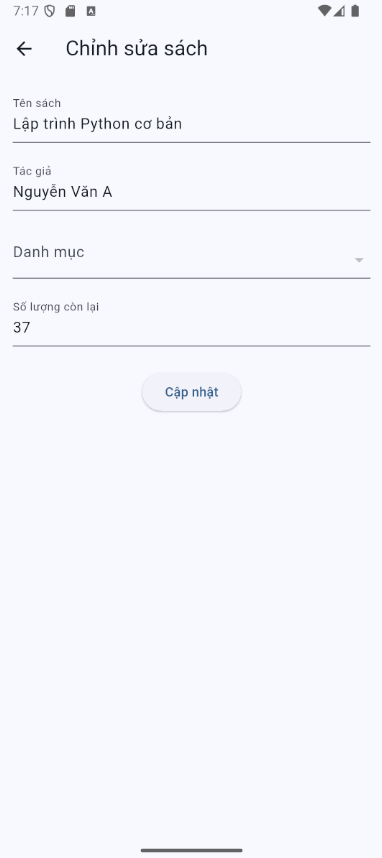 7:17
Chỉnh sửa sách
Tên sách
Lập trình Python cơ bản
Tác giả
Nguyễn Văn A
Danh mục
Số lượng còn lại
37
Cập nhật